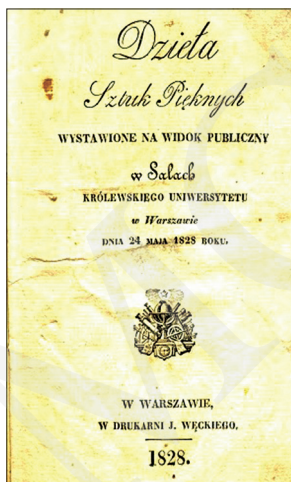 Dzieła
Sztuk Pięknych
WYSTAWIONE NA WIDOK PUBLICZNY
w Salach
KRÓLEWSKIEGO UNIWERSYTETU
w Warszawie
DNIA 24 MAJA 1828 ROKU.
W WARSZAWIE,
W DRUKARNI J. WĘCKIEGO.
1828.